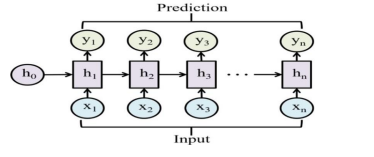 Prediction
y1 y2 y3 yn
h0 h1 h2 h3 ... hn
x1 x2 x3 xn
Input